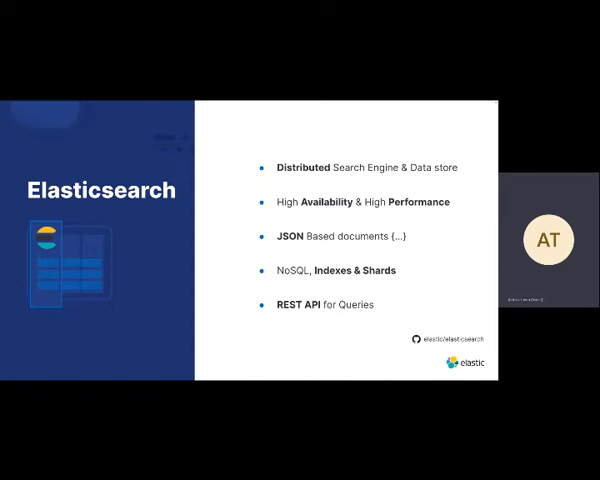 Elasticsearch
Distributed Search Engine & Data store
High Availability & High Performance
JSON Based documents {...}
NoSQL, Indexes & Shards
REST API for Queries
elastic/elasticsearch
elastic
AT